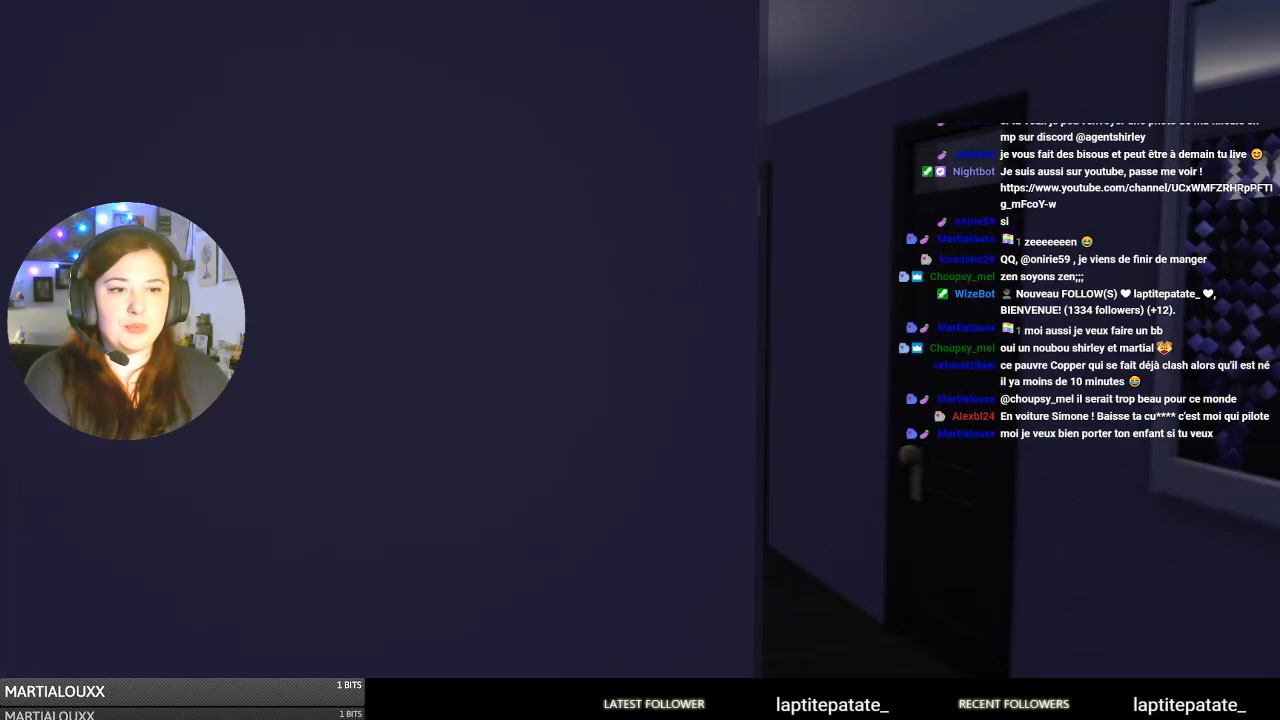 mp sur discord @agentshirley
je vous fait des bisous et peut être à demain tu live 😊
Nightbot Je suis aussi sur youtube, passe me voir !
https://www.youtube.com/channel/UCxWMFZRHRpPFTI
g_mFcoY-w
onirie59 si
Martialouxx 1 zeeeeeeen 😂
QQ, @onirie59 , je viens de finir de manger
Choupsy_mel zen soyons zen;;;
WizeBot Nouveau FOLLOW(S) 🤍 laptitepatate_ 🤍,
BIENVENUE! (1334 followers) (+12).
Martialouxx 1 moi aussi je veux faire un bb
Choupsy_mel oui un noubou shirley et martial
ce pauvre Copper qui se fait déjà clash alors qu'il est né
il ya moins de 10 minutes 😂
Martialouxx @choupsy_mel il serait trop beau pour ce monde
Alexbl24 En voiture Simone ! Baisse ta cu**** c'est moi qui pilote
Martialouxx moi je veux bien porter ton enfant si tu veux
MARTIALOUXX 1 BITS
MARTIALOUXX 1 BITS
LATEST FOLLOWER laptitepatate_ RECENT FOLLOWERS laptitepatate_